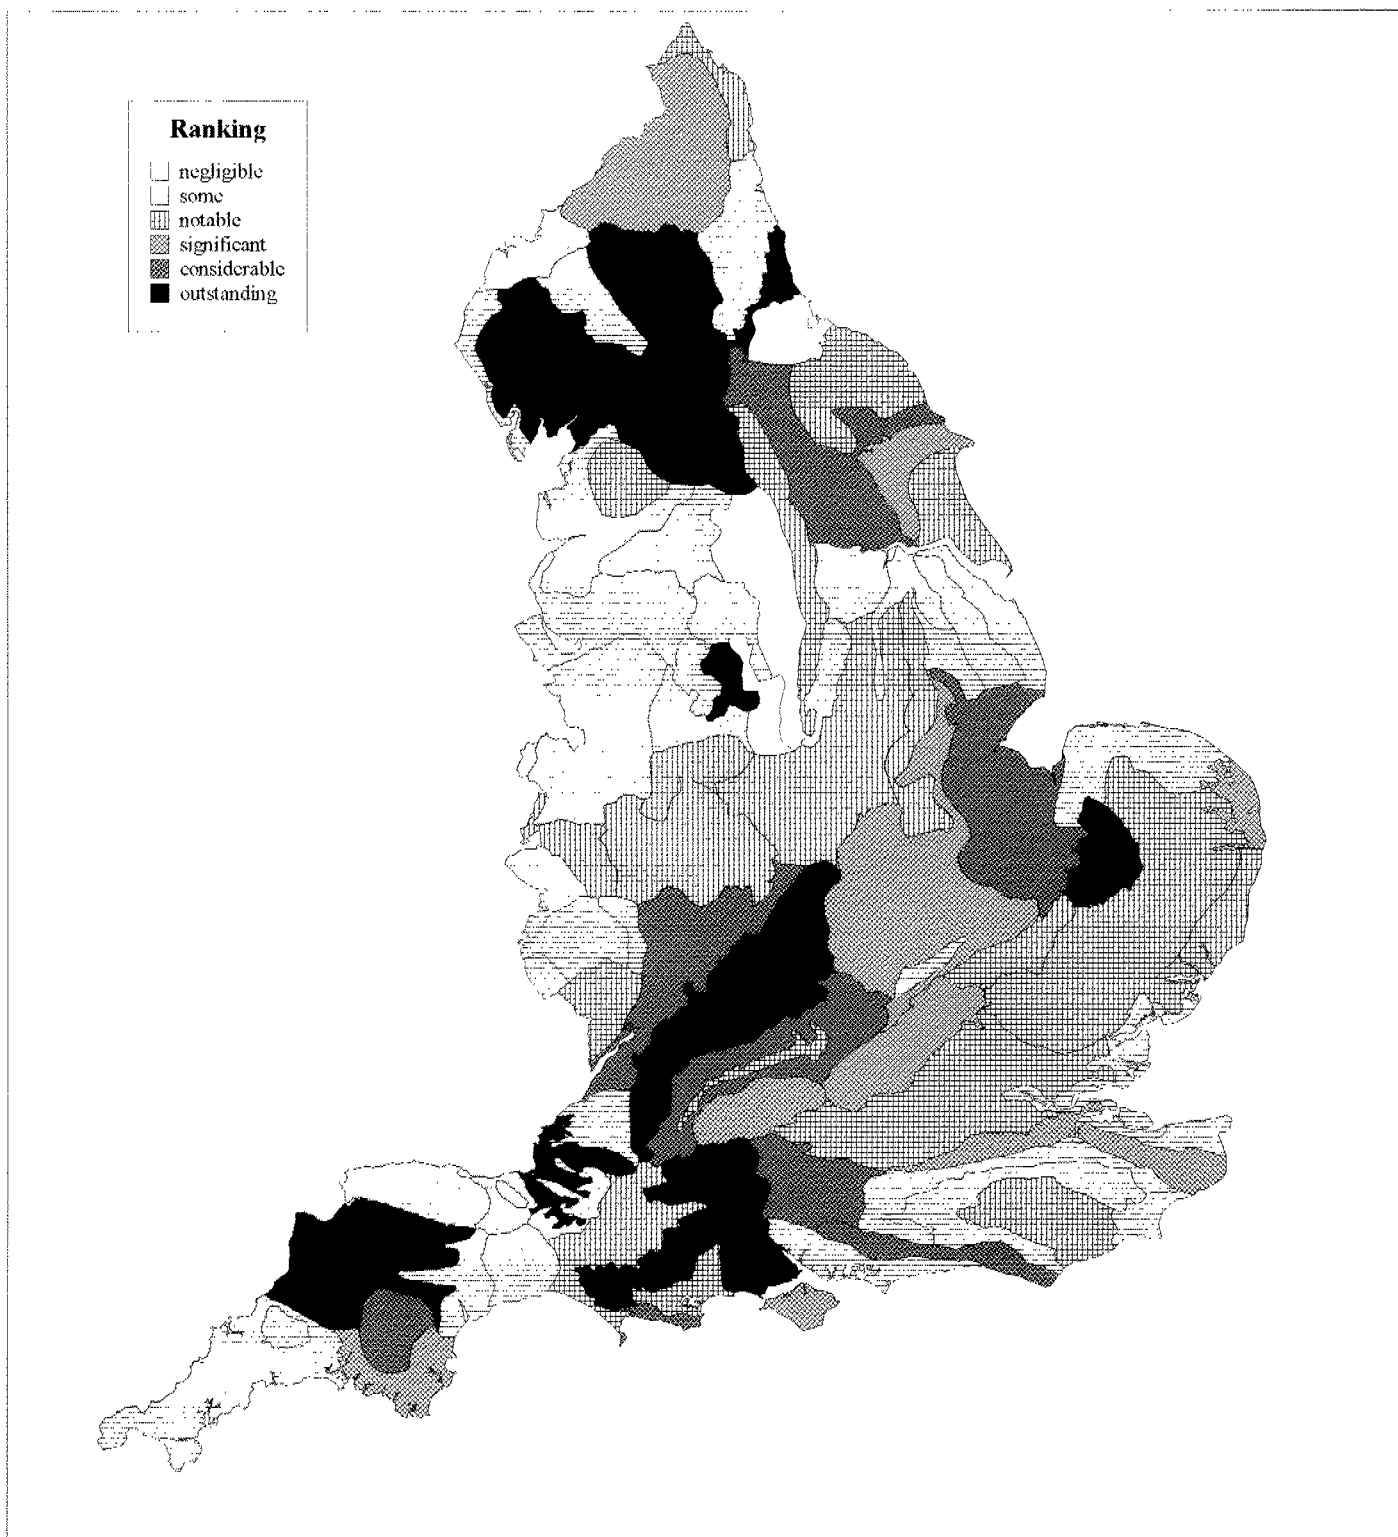 Ranking
negligible
some
notable
significant
considerable
outstanding